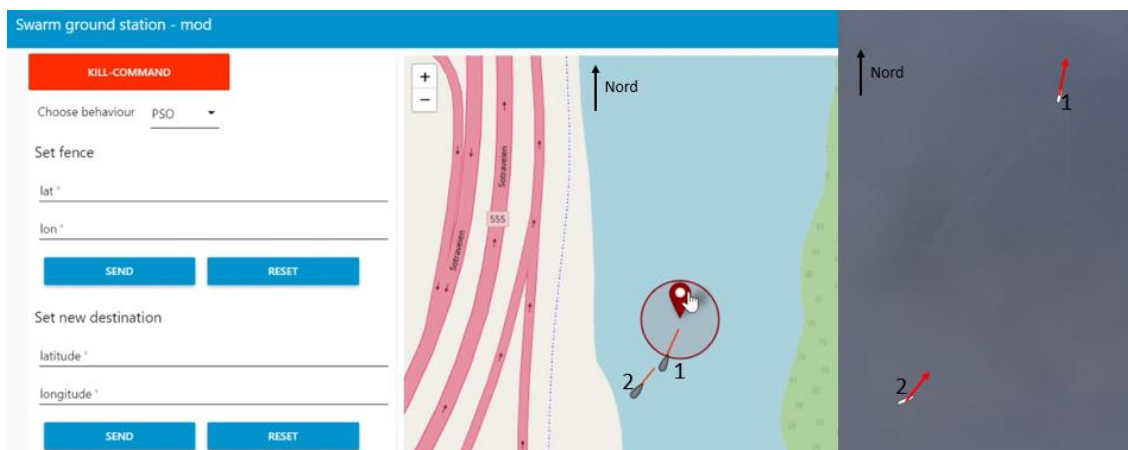 Swarm ground station - mod
KILL-COMMAND
Choose behaviour PSO
Set fence
lat *
lon *
SEND RESET
Set new destination
latitude *
longitude *
SEND RESET
+
−
Nord
Sotraveien
555
Sotraveien
1
2
Nord
1
2